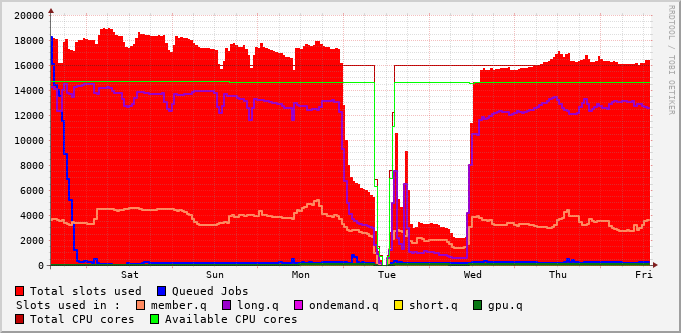 20000
18000
16000
14000
12000
10000
8000
6000
4000
2000
0
Sat Sun Mon Tue Wed Thu Fri
Total slots used Queued Jobs
Slots used in : member.q long.q ondemand.q short.q gpu.q
Total CPU cores Available CPU cores
RRDTOOL / TOBI OETIKER